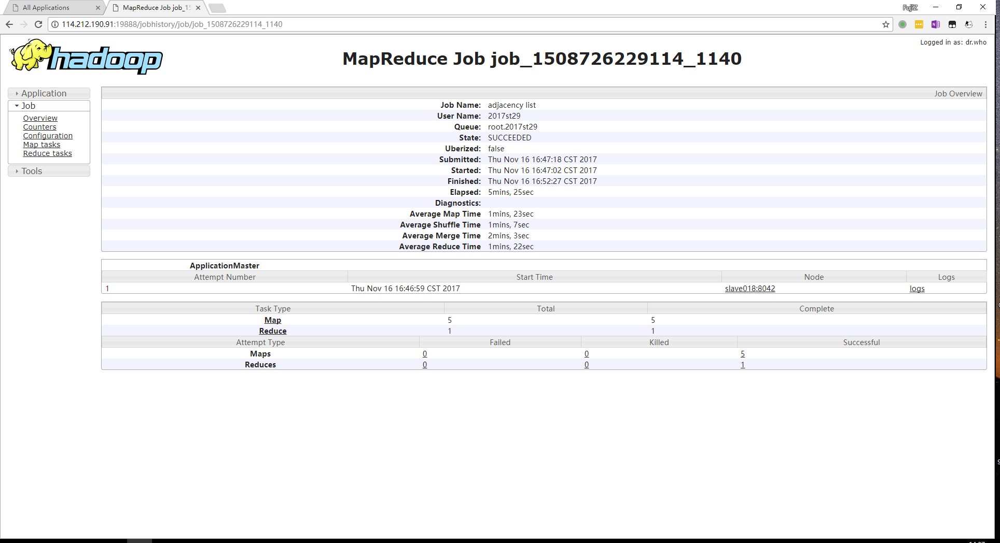 All Applications
MapReduce Job job_15
FujiZ
114.212.190.91:19888/jobhistory/job/job_1508726229114_1140
Logged in as: dr.who
hadoop
MapReduce Job job_1508726229114_1140
Application
Job
Overview
Counters
Configuration
Map tasks
Reduce tasks
Tools
Job Overview
Job Name: adjacency list
User Name: 2017st29
Queue: root.2017st29
State: SUCCEEDED
Uberized: false
Submitted: Thu Nov 16 16:47:18 CST 2017
Started: Thu Nov 16 16:47:02 CST 2017
Finished: Thu Nov 16 16:52:27 CST 2017
Elapsed: 5mins, 25sec
Diagnostics:
Average Map Time 1mins, 23sec
Average Shuffle Time 1mins, 7sec
Average Merge Time 2mins, 3sec
Average Reduce Time 1mins, 22sec
ApplicationMaster
Attempt Number Start Time Node Logs
1 Thu Nov 16 16:46:59 CST 2017 slave018:8042 logs
Task Type Total Complete
Map 5 5
Reduce 1 1
Attempt Type Failed Killed Successful
Maps 0 0 5
Reduces 0 0 1